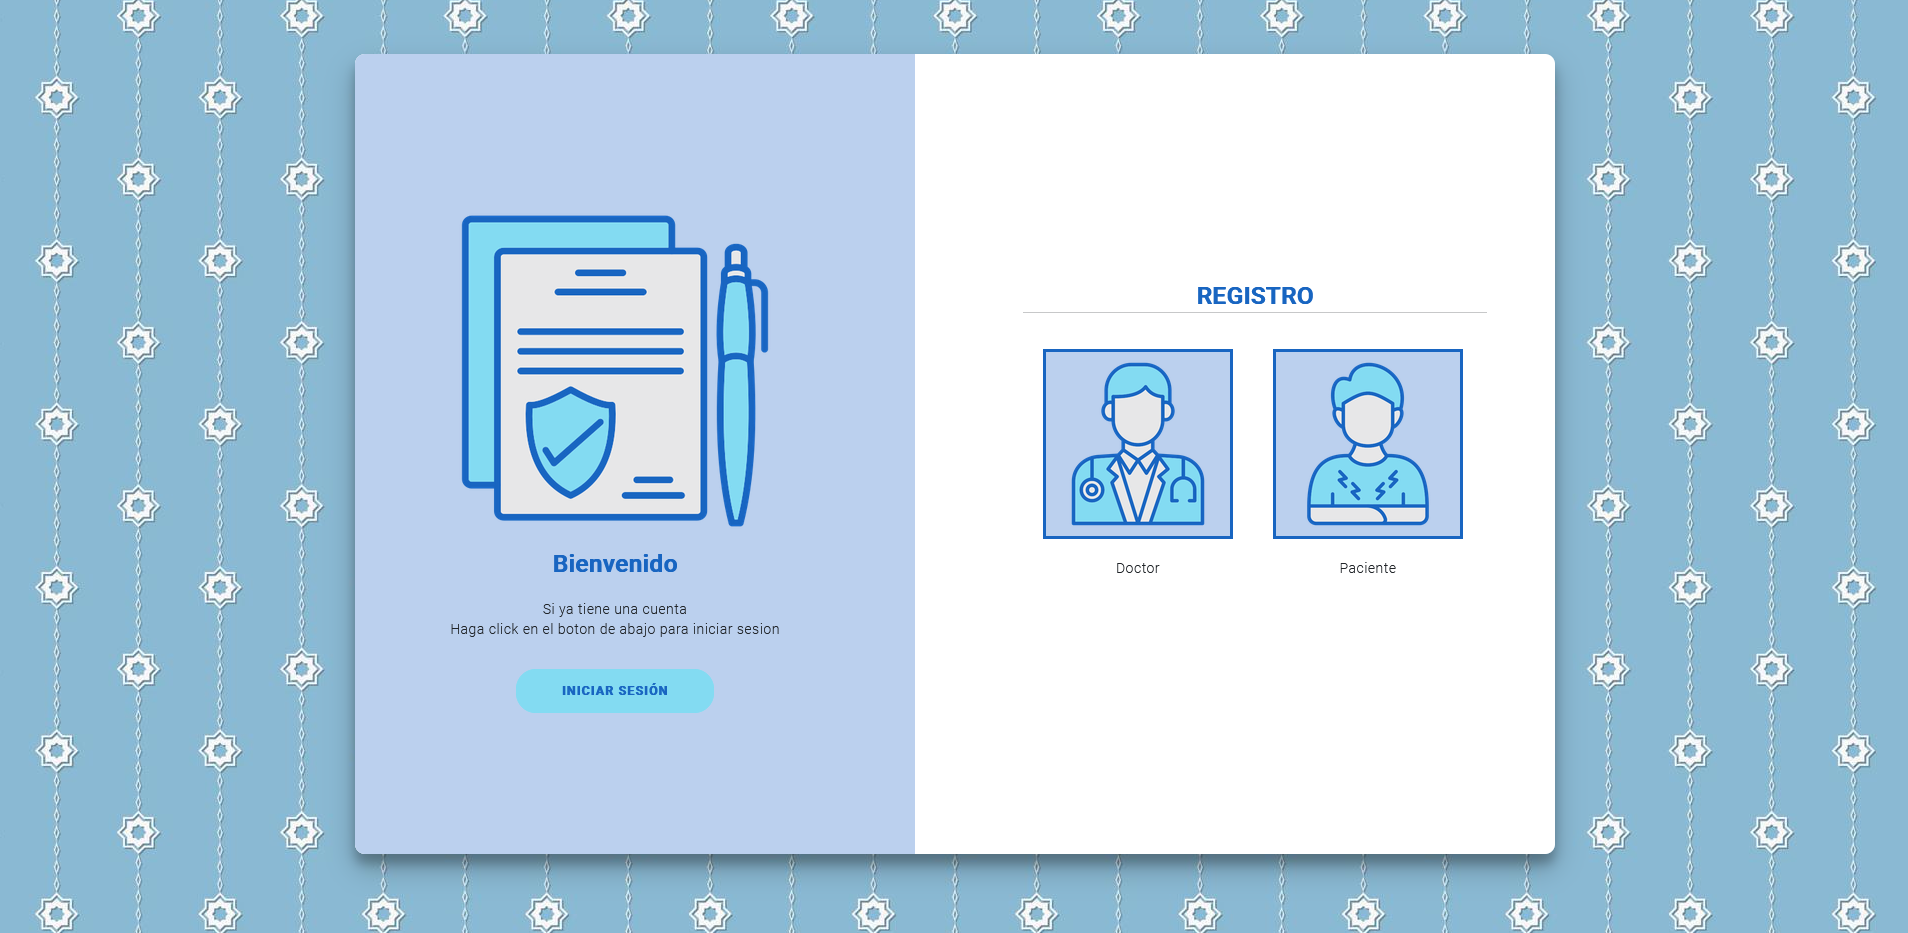 Bienvenido
Si ya tiene una cuenta
Haga click en el boton de abajo para iniciar sesion
INICIAR SESIÓN
REGISTRO
Doctor
Paciente